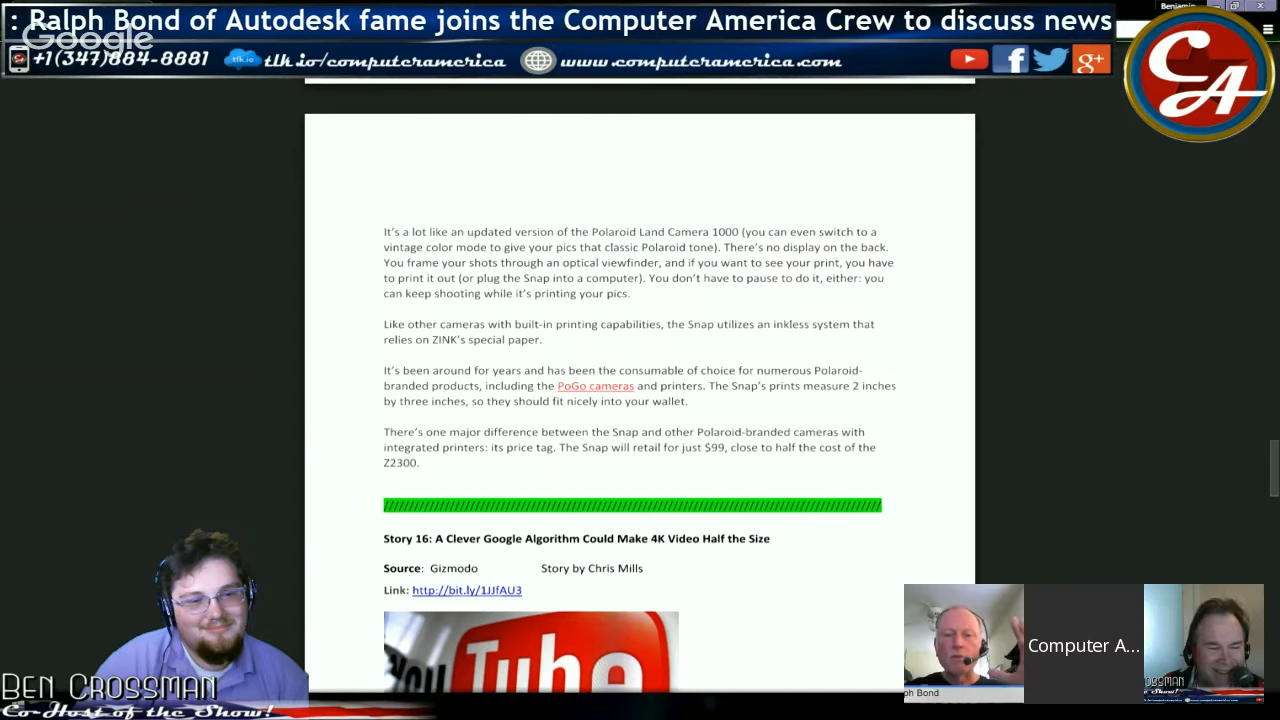 : Ralph Bond of Autodesk fame joins the Computer America Crew to discuss news
Benjamin
Google
+1(347)-884-8881
tlk.io
tlk.io/computeramerica
www.computeramerica.com
f
g+
CA
It's a lot like an updated version of the Polaroid Land Camera 1000 (you can even switch to a
vintage color mode to give your pics that classic Polaroid tone). There's no display on the back.
You frame your shots through an optical viewfinder, and if you want to see your print, you have
to print it out (or plug the Snap into a computer). You don't have to pause to do it, either: you
can keep shooting while it's printing your pics.
Like other cameras with built-in printing capabilities, the Snap utilizes an inkless system that
relies on ZINK's special paper.
It's been around for years and has been the consumable of choice for numerous Polaroid-
branded products, including the PoGo cameras and printers. The Snap's prints measure 2 inches
by three inches, so they should fit nicely into your wallet.
There's one major difference between the Snap and other Polaroid-branded cameras with
integrated printers: its price tag. The Snap will retail for just $99, close to half the cost of the
Z2300.
////////////////////////////////////////////////////////////////////////////////////////////////////
Story 16: A Clever Google Algorithm Could Make 4K Video Half the Size
Source: Gizmodo Story by Chris Mills
Link: http://bit.ly/1JJfAU3
You Tube
Ben Crossman
Co-Host of the Show!
ph Bond
Computer A...
ROSSMAN